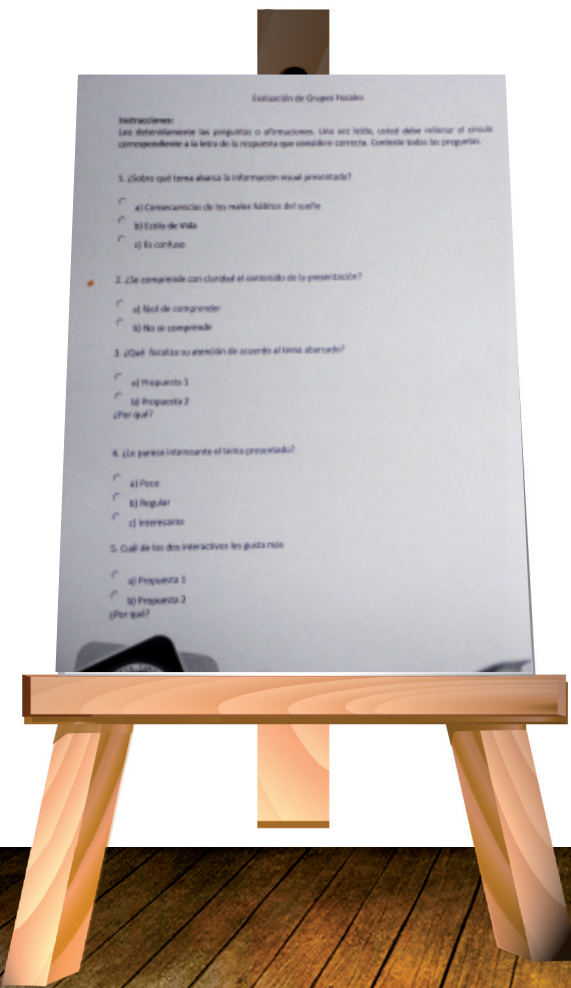 Evaluación de Grupos Focales
Instrucciones:
Lea detenidamente las preguntas o afirmaciones. Una vez leída, usted debe rellenar el círculo
correspondiente a la letra de la respuesta que considere correcta. Conteste todas las preguntas.
1. ¿Sobre qué tema abarca la información visual presentada?
a) Consecuencias de los malos hábitos del sueño
b) Estilo de Vida
c) Es confuso
2. ¿Se comprende con claridad el contenido de la presentación?
a) fácil de comprender
b) No se comprende
3. ¿Qué focaliza su atención de acuerdo al tema abarcado?
a) Propuesta 1
b) Propuesta 2
¿Por qué?
4. ¿Le parece interesante el tema presentado?
a) Poco
b) Regular
c) Interesante
5. Cuál de los dos interactivos les gusta más
a) Propuesta 1
b) Propuesta 2
¿Por qué?